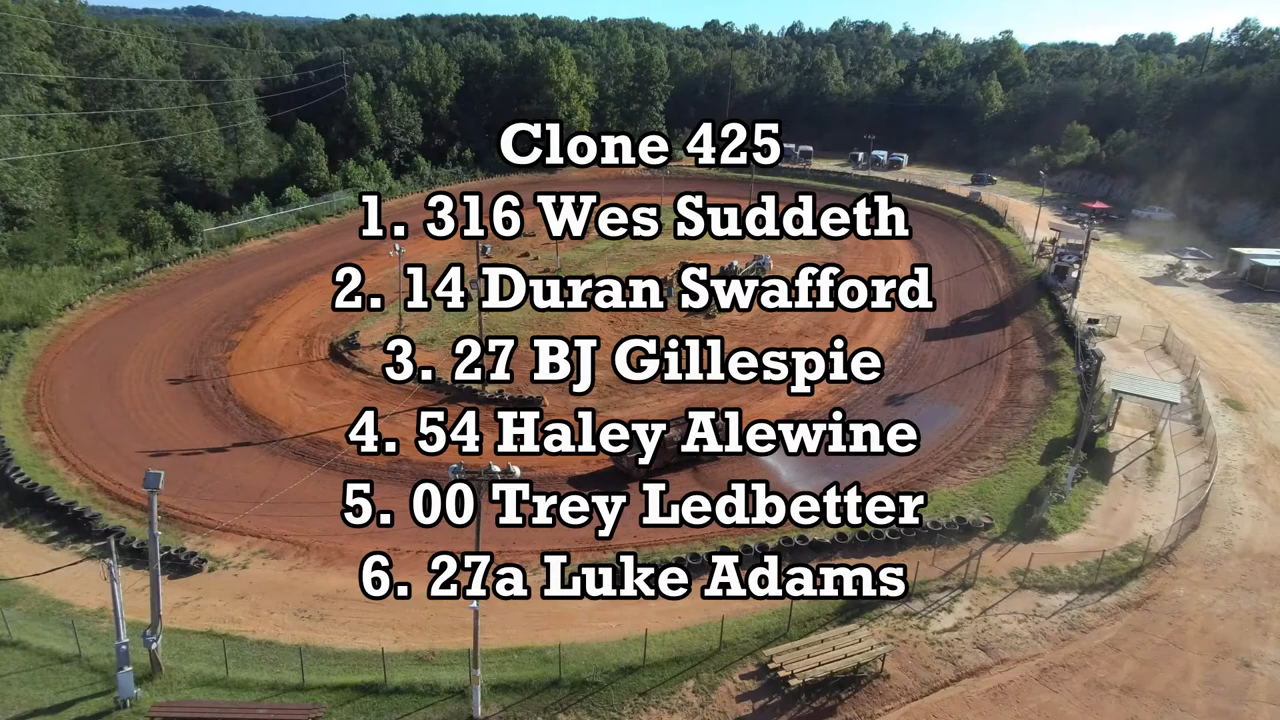 Clone 425
1. 316 Wes Suddeth
2. 14 Duran Swafford
3. 27 BJ Gillespie
4. 54 Haley Alewine
5. 00 Trey Ledbetter
6. 27a Luke Adams